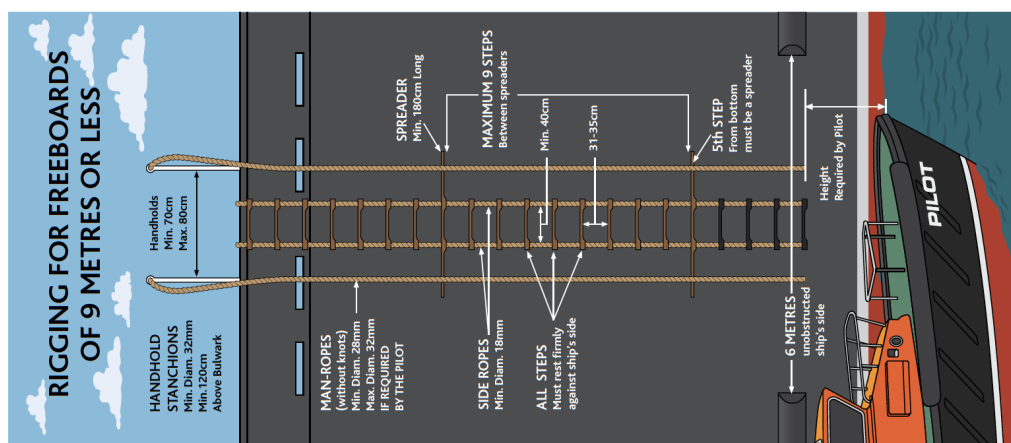 RIGGING FOR FREEBOARDS
OF 9 METRES OR LESS
HANDHOLD
STANCHIONS
Min. Diam. 32mm
Min. 120cm
Above Bulwark
Handholds
Min. 70cm
Max. 80cm
MAN-ROPES
(without knots)
Min. Diam. 28mm
Max. Diam. 32mm
IF REQUIRED
BY THE PILOT
SPREADER
Min. 180cm Long
MAXIMUM 9 STEPS
Between spreaders
SIDE ROPES
Min. Diam. 18mm
Min. 40cm
31-35cm
ALL STEPS
Must rest firmly
against ship's side
5th STEP
From bottom
must be a spreader
6 METRES
unobstructed
ship's side
Height
Required by Pilot
PILOT